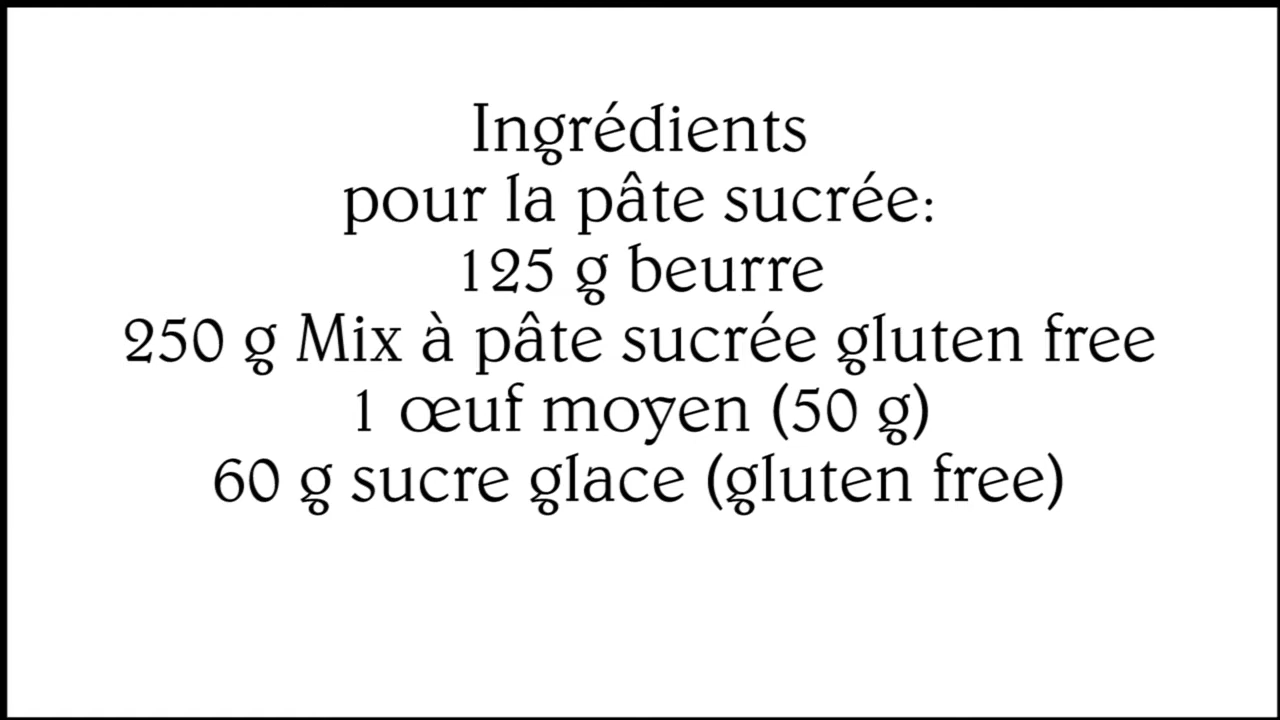 Ingrédients
pour la pâte sucrée:
125 g beurre
250 g Mix à pâte sucrée gluten free
1 œuf moyen (50 g)
60 g sucre glace (gluten free)